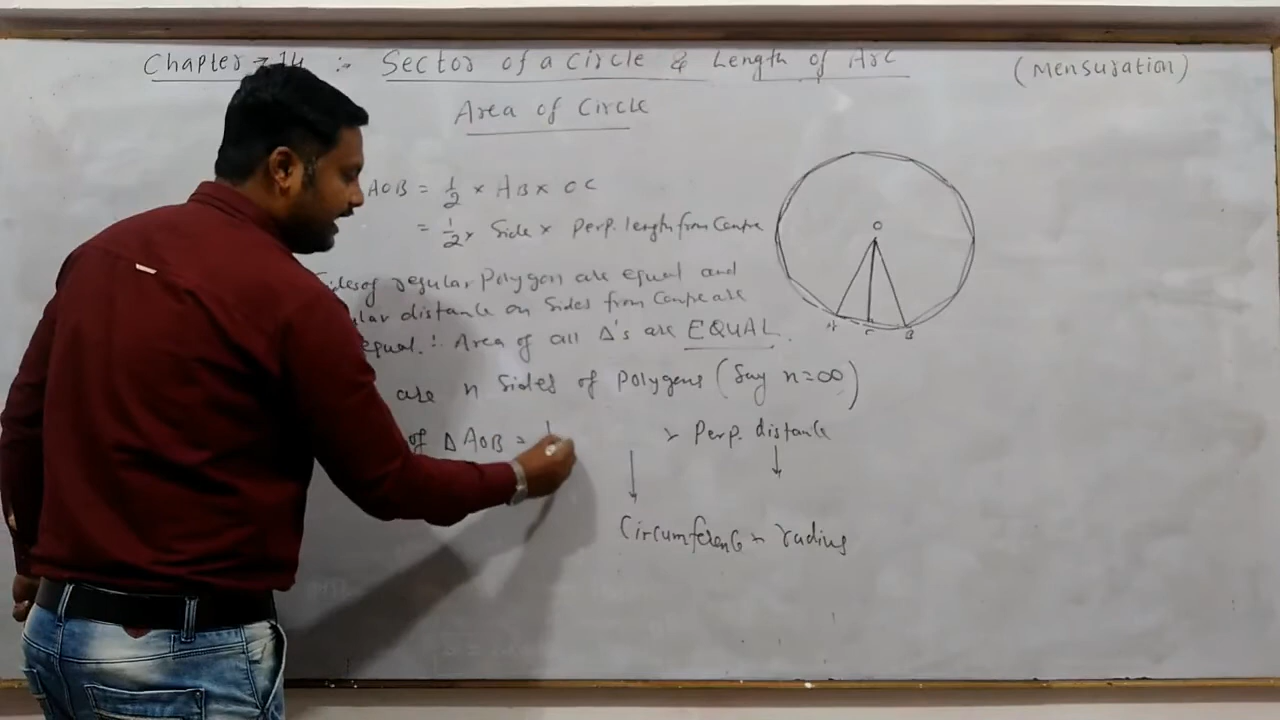 Chapter - 14 :- Sector of a Circle & Length of Arc (Mensuration)
Area of Circle
AOB = 1/2 × AB × OC
= 1/2 × Side × Perp. length from Centre
Sides of regular Polygon are equal and
ular distance on Sides from Centre are
equal. ∴ Area of all Δ's are EQUAL.
are n Sides of Polygons (Say n=∞)
of Δ AOB = 1 × Perp. distance
Circumference × radius
O
A C B